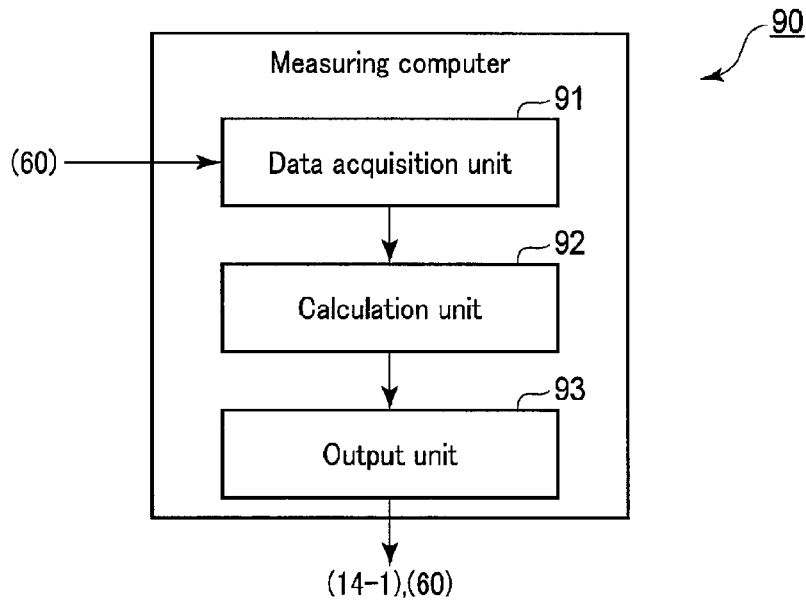 90
Measuring computer
91
(60)
Data acquisition unit
92
Calculation unit
93
Output unit
(14-1),(60)